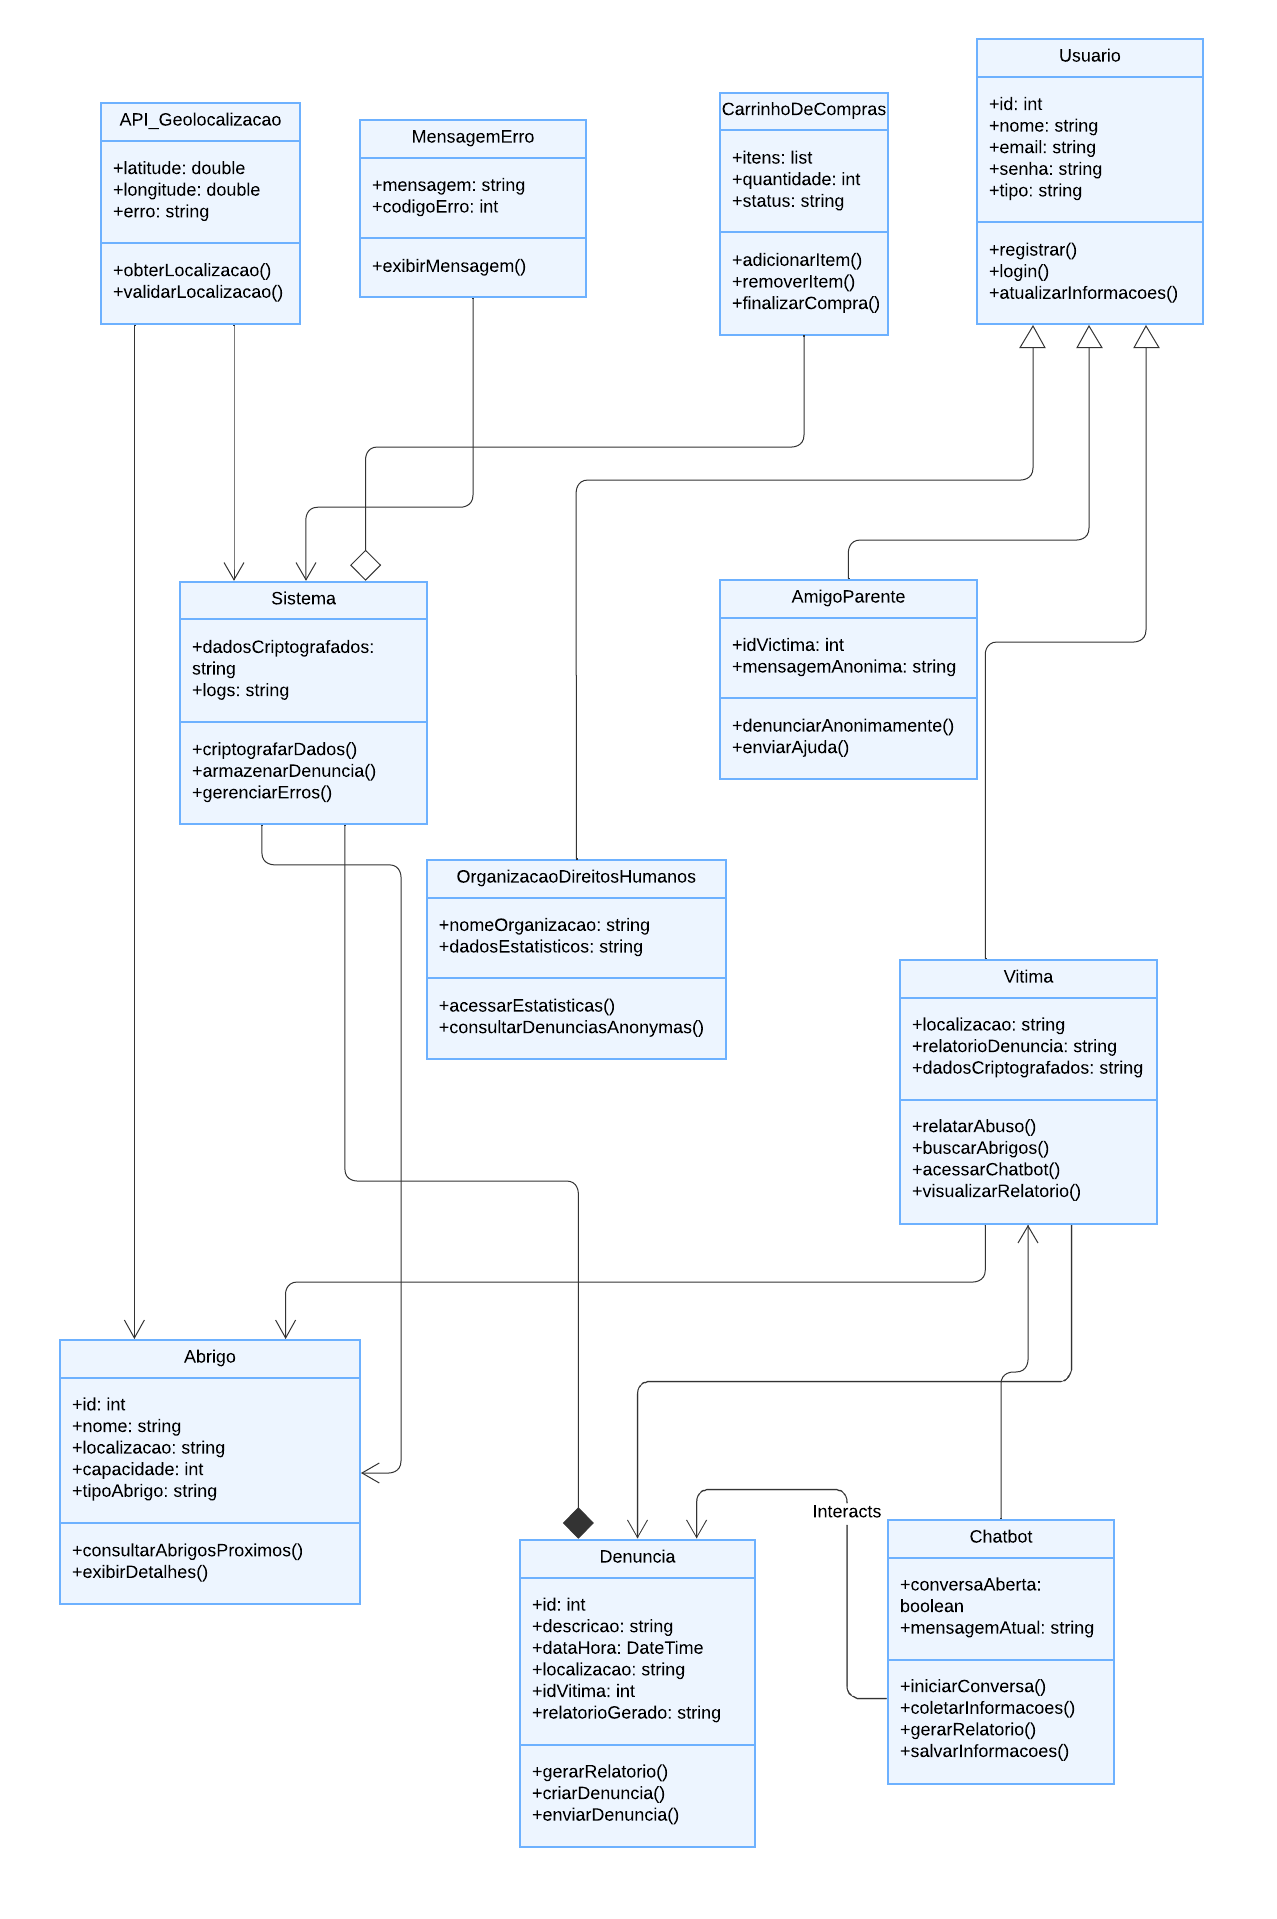 API_Geolocalizacao
+latitude: double
+longitude: double
+erro: string
+obterLocalizacao()
+validarLocalizacao()
MensagemErro
+mensagem: string
+codigoErro: int
+exibirMensagem()
CarrinhoDeCompras
+itens: list
+quantidade: int
+status: string
+adicionarItem()
+removerItem()
+finalizarCompra()
Usuario
+id: int
+nome: string
+email: string
+senha: string
+tipo: string
+registrar()
+login()
+atualizarInformacoes()
Sistema
+dadosCriptografados:
string
+logs: string
+criptografarDados()
+armazenarDenuncia()
+gerenciarErros()
AmigoParente
+idVictima: int
+mensagemAnonima: string
+denunciarAnonimamente()
+enviarAjuda()
OrganizacaoDireitosHumanos
+nomeOrganizacao: string
+dadosEstatisticos: string
+acessarEstatisticas()
+consultarDenunciasAnonymas()
Vitima
+localizacao: string
+relatorioDenuncia: string
+dadosCriptografados: string
+relatarAbuso()
+buscarAbrigos()
+acessarChatbot()
+visualizarRelatorio()
Abrigo
+id: int
+nome: string
+localizacao: string
+capacidade: int
+tipoAbrigo: string
+consultarAbrigosProximos()
+exibirDetalhes()
Interacts
Denuncia
+id: int
+descricao: string
+dataHora: DateTime
+localizacao: string
+idVitima: int
+relatorioGerado: string
+gerarRelatorio()
+criarDenuncia()
+enviarDenuncia()
Chatbot
+conversaAberta:
boolean
+mensagemAtual: string
+iniciarConversa()
+coletarInformacoes()
+gerarRelatorio()
+salvarInformacoes()